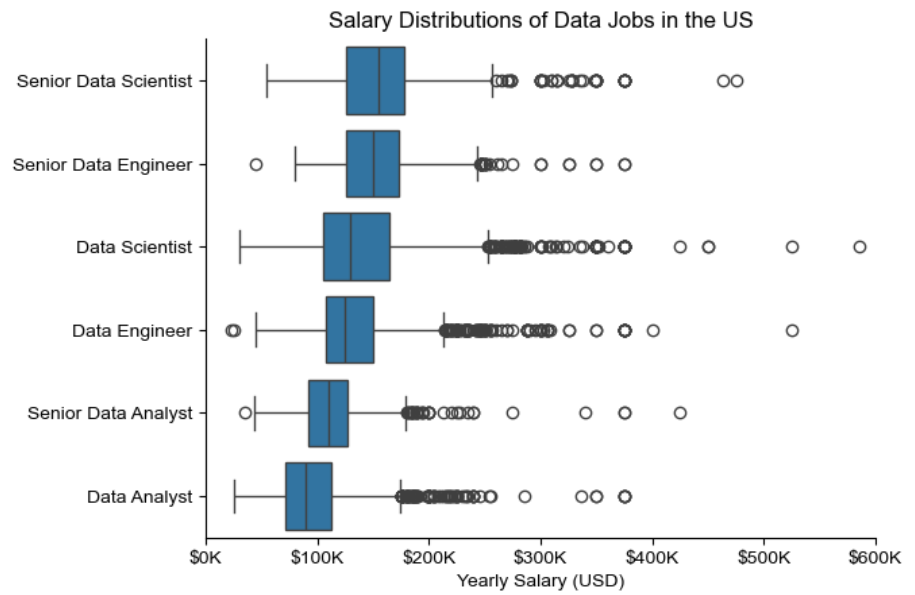 Salary Distributions of Data Jobs in the US
Senior Data Scientist
Senior Data Engineer
Data Scientist
Data Engineer
Senior Data Analyst
Data Analyst
$0K $100K $200K $300K $400K $500K $600K
Yearly Salary (USD)